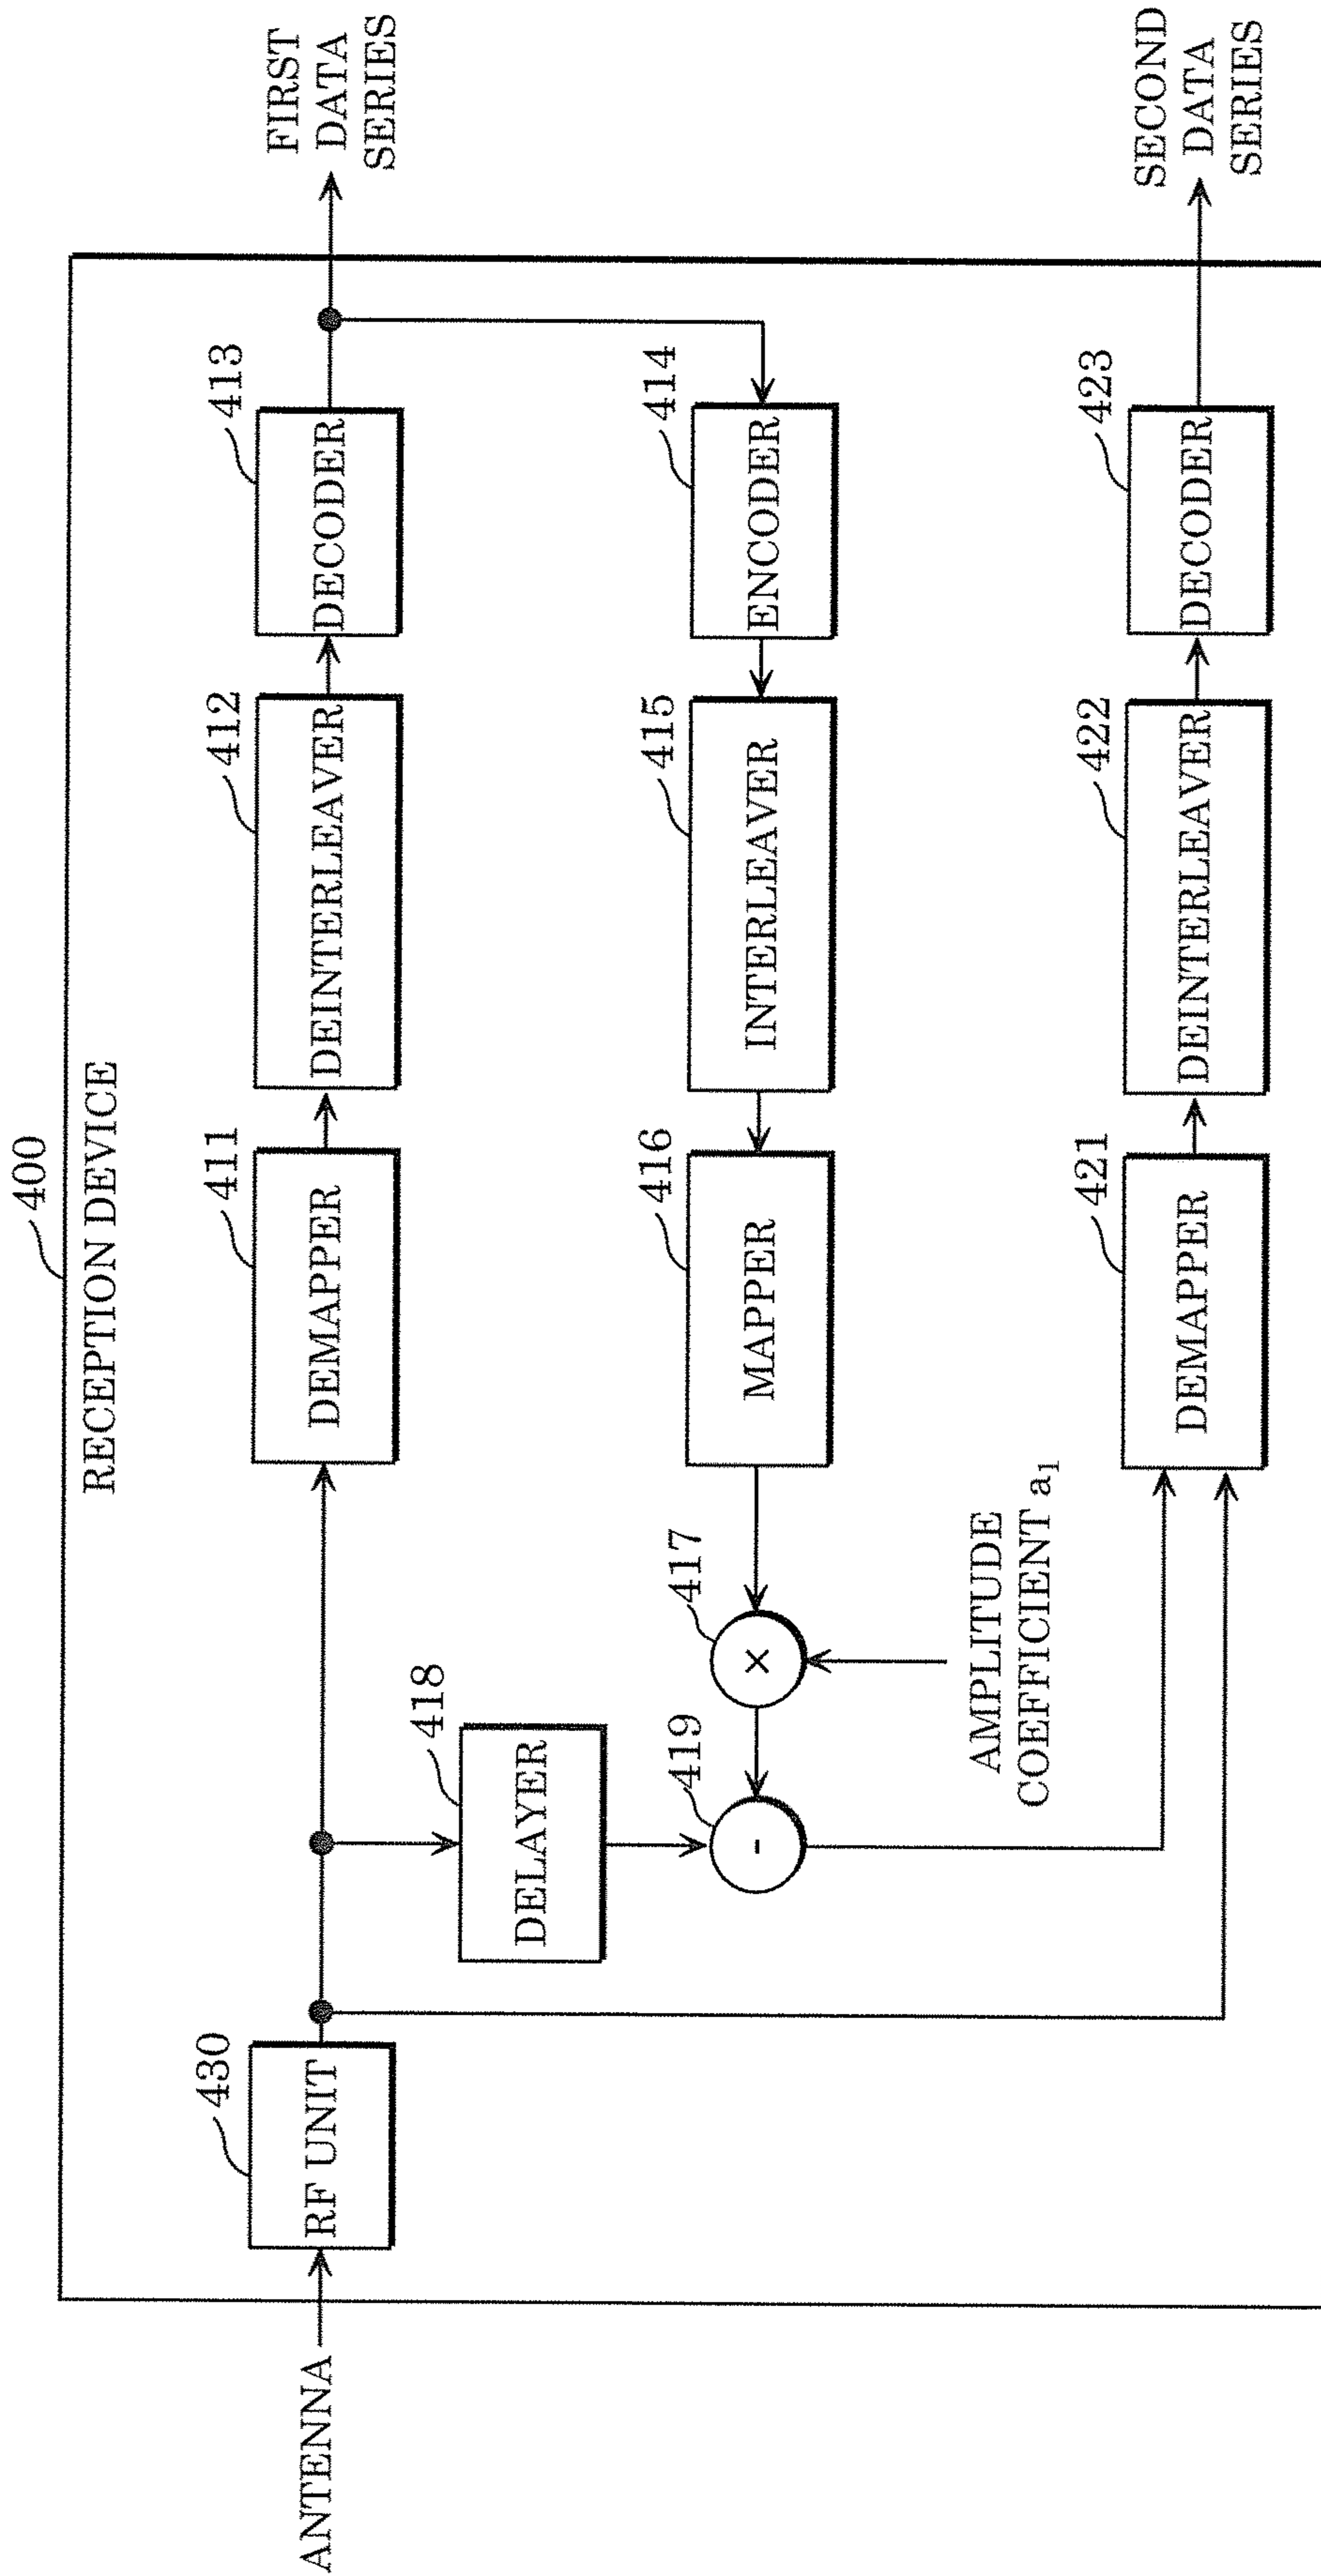 400
RECEPTION DEVICE
ANTENNA
430
RF UNIT
411
DEMAPPER
412
DEINTERLEAVER
413
DECODER
FIRST
DATA
SERIES
418
DELAYER
419
-
417
×
AMPLITUDE
COEFFICIENT a₁
416
MAPPER
415
INTERLEAVER
414
ENCODER
421
DEMAPPER
422
DEINTERLEAVER
423
DECODER
SECOND
DATA
SERIES